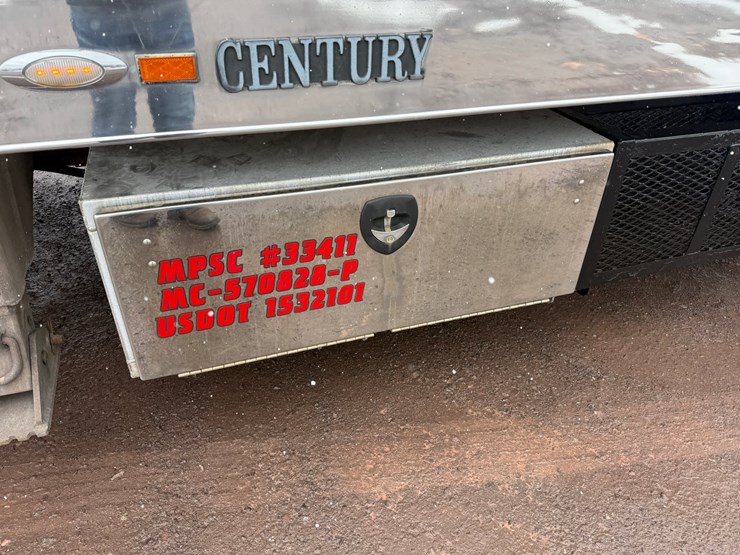 CENTURY
MPSC #33411
MC-570828-P
USDOT 1532101